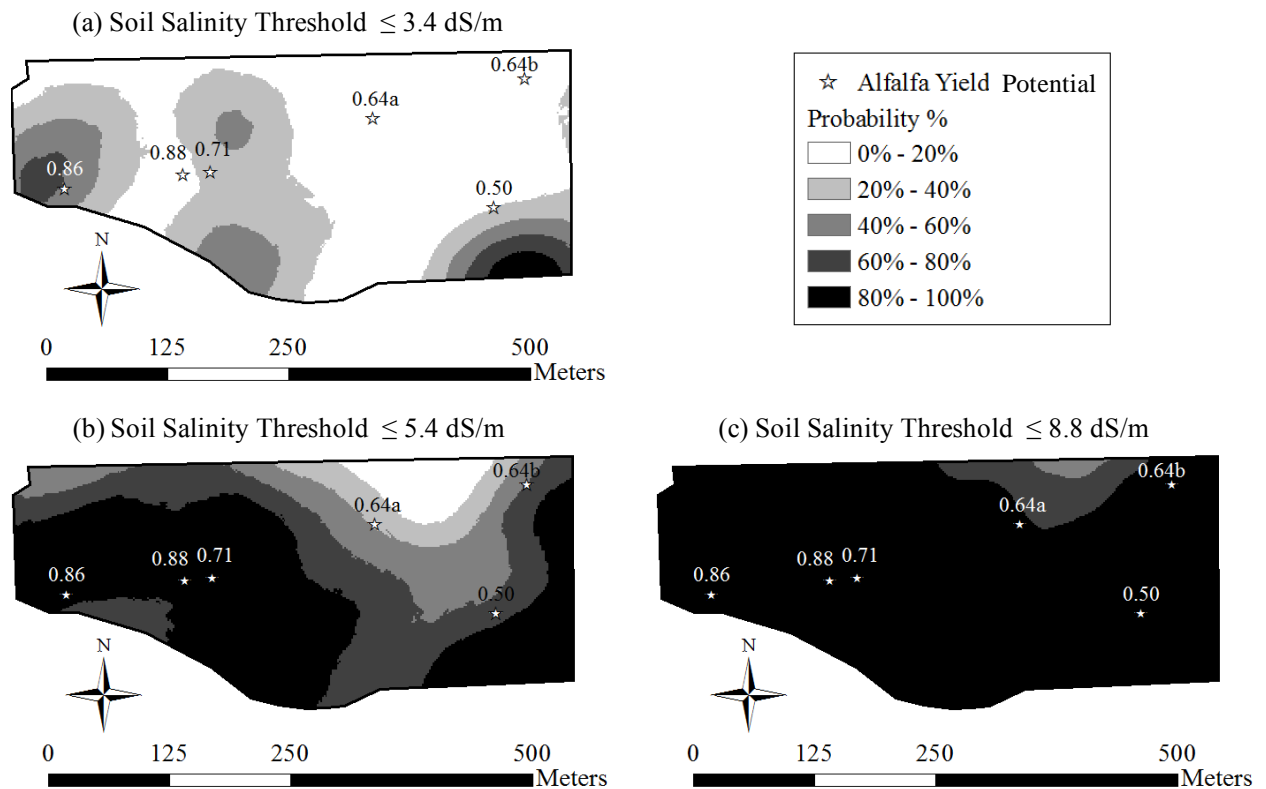 (a) Soil Salinity Threshold ≤ 3.4 dS/m
0.64b
0.64a
0.88 0.71
0.86
0.50
N
0 125 250 500
Meters
☆ Alfalfa Yield Potential
Probability %
0% - 20%
20% - 40%
40% - 60%
60% - 80%
80% - 100%
(b) Soil Salinity Threshold ≤ 5.4 dS/m
0.64b
0.64a
0.88 0.71
0.86
0.50
N
0 125 250 500
Meters
(c) Soil Salinity Threshold ≤ 8.8 dS/m
0.64b
0.64a
0.88 0.71
0.86
0.50
N
0 125 250 500
Meters